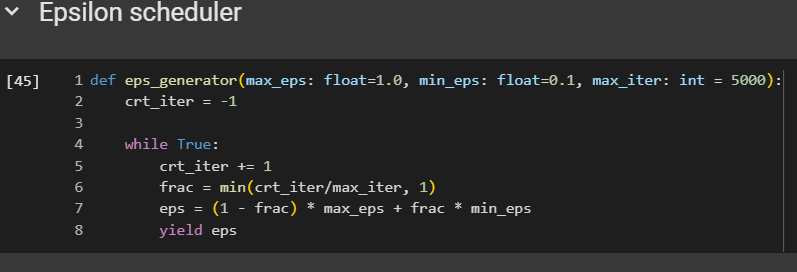 Epsilon scheduler
[45]
1 def eps_generator(max_eps: float=1.0, min_eps: float=0.1, max_iter: int = 5000):
2     crt_iter = -1
3
4     while True:
5         crt_iter += 1
6         frac = min(crt_iter/max_iter, 1)
7         eps = (1 - frac) * max_eps + frac * min_eps
8         yield eps